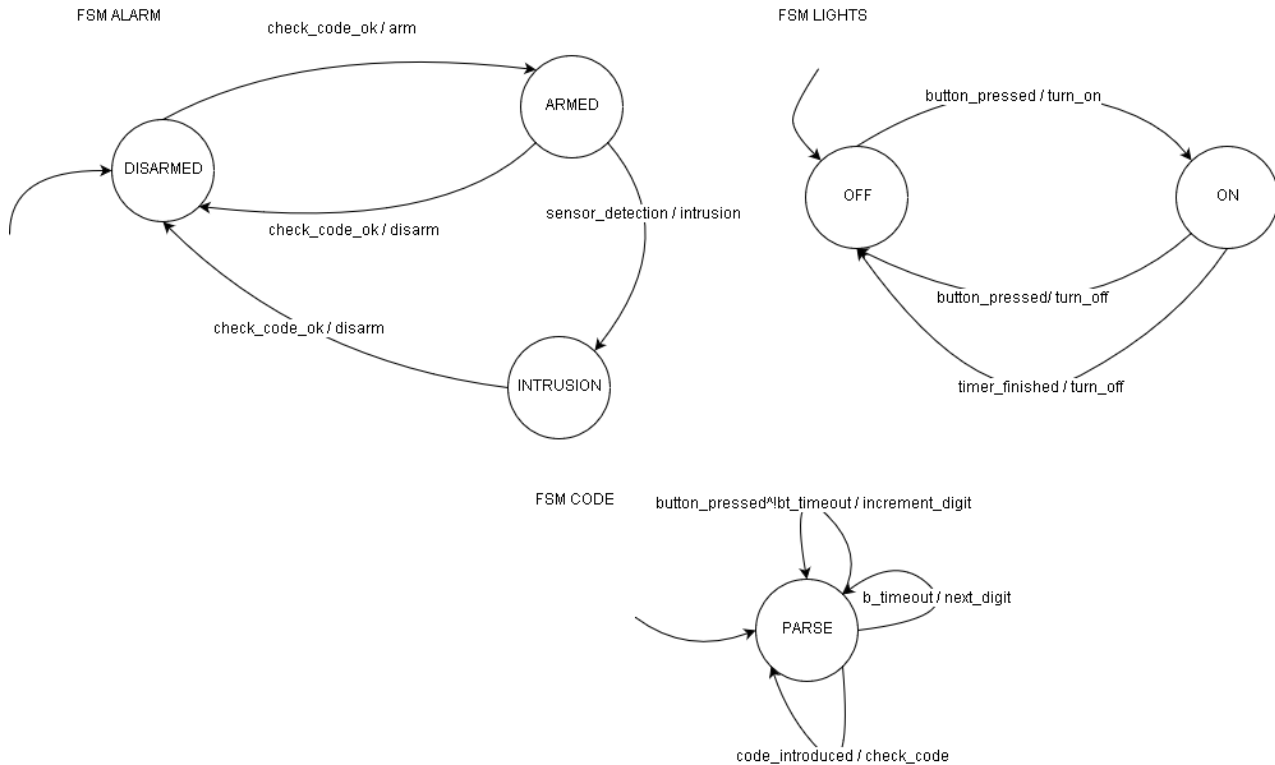 FSM ALARM
FSM LIGHTS
check_code_ok / arm
ARMED
DISARMED
sensor_detection / intrusion
check_code_ok / disarm
check_code_ok / disarm
INTRUSION
button_pressed / turn_on
OFF
ON
button_pressed/ turn_off
timer_finished / turn_off
FSM CODE
button_pressed^!bt_timeout / increment_digit
b_timeout / next_digit
PARSE
code_introduced / check_code